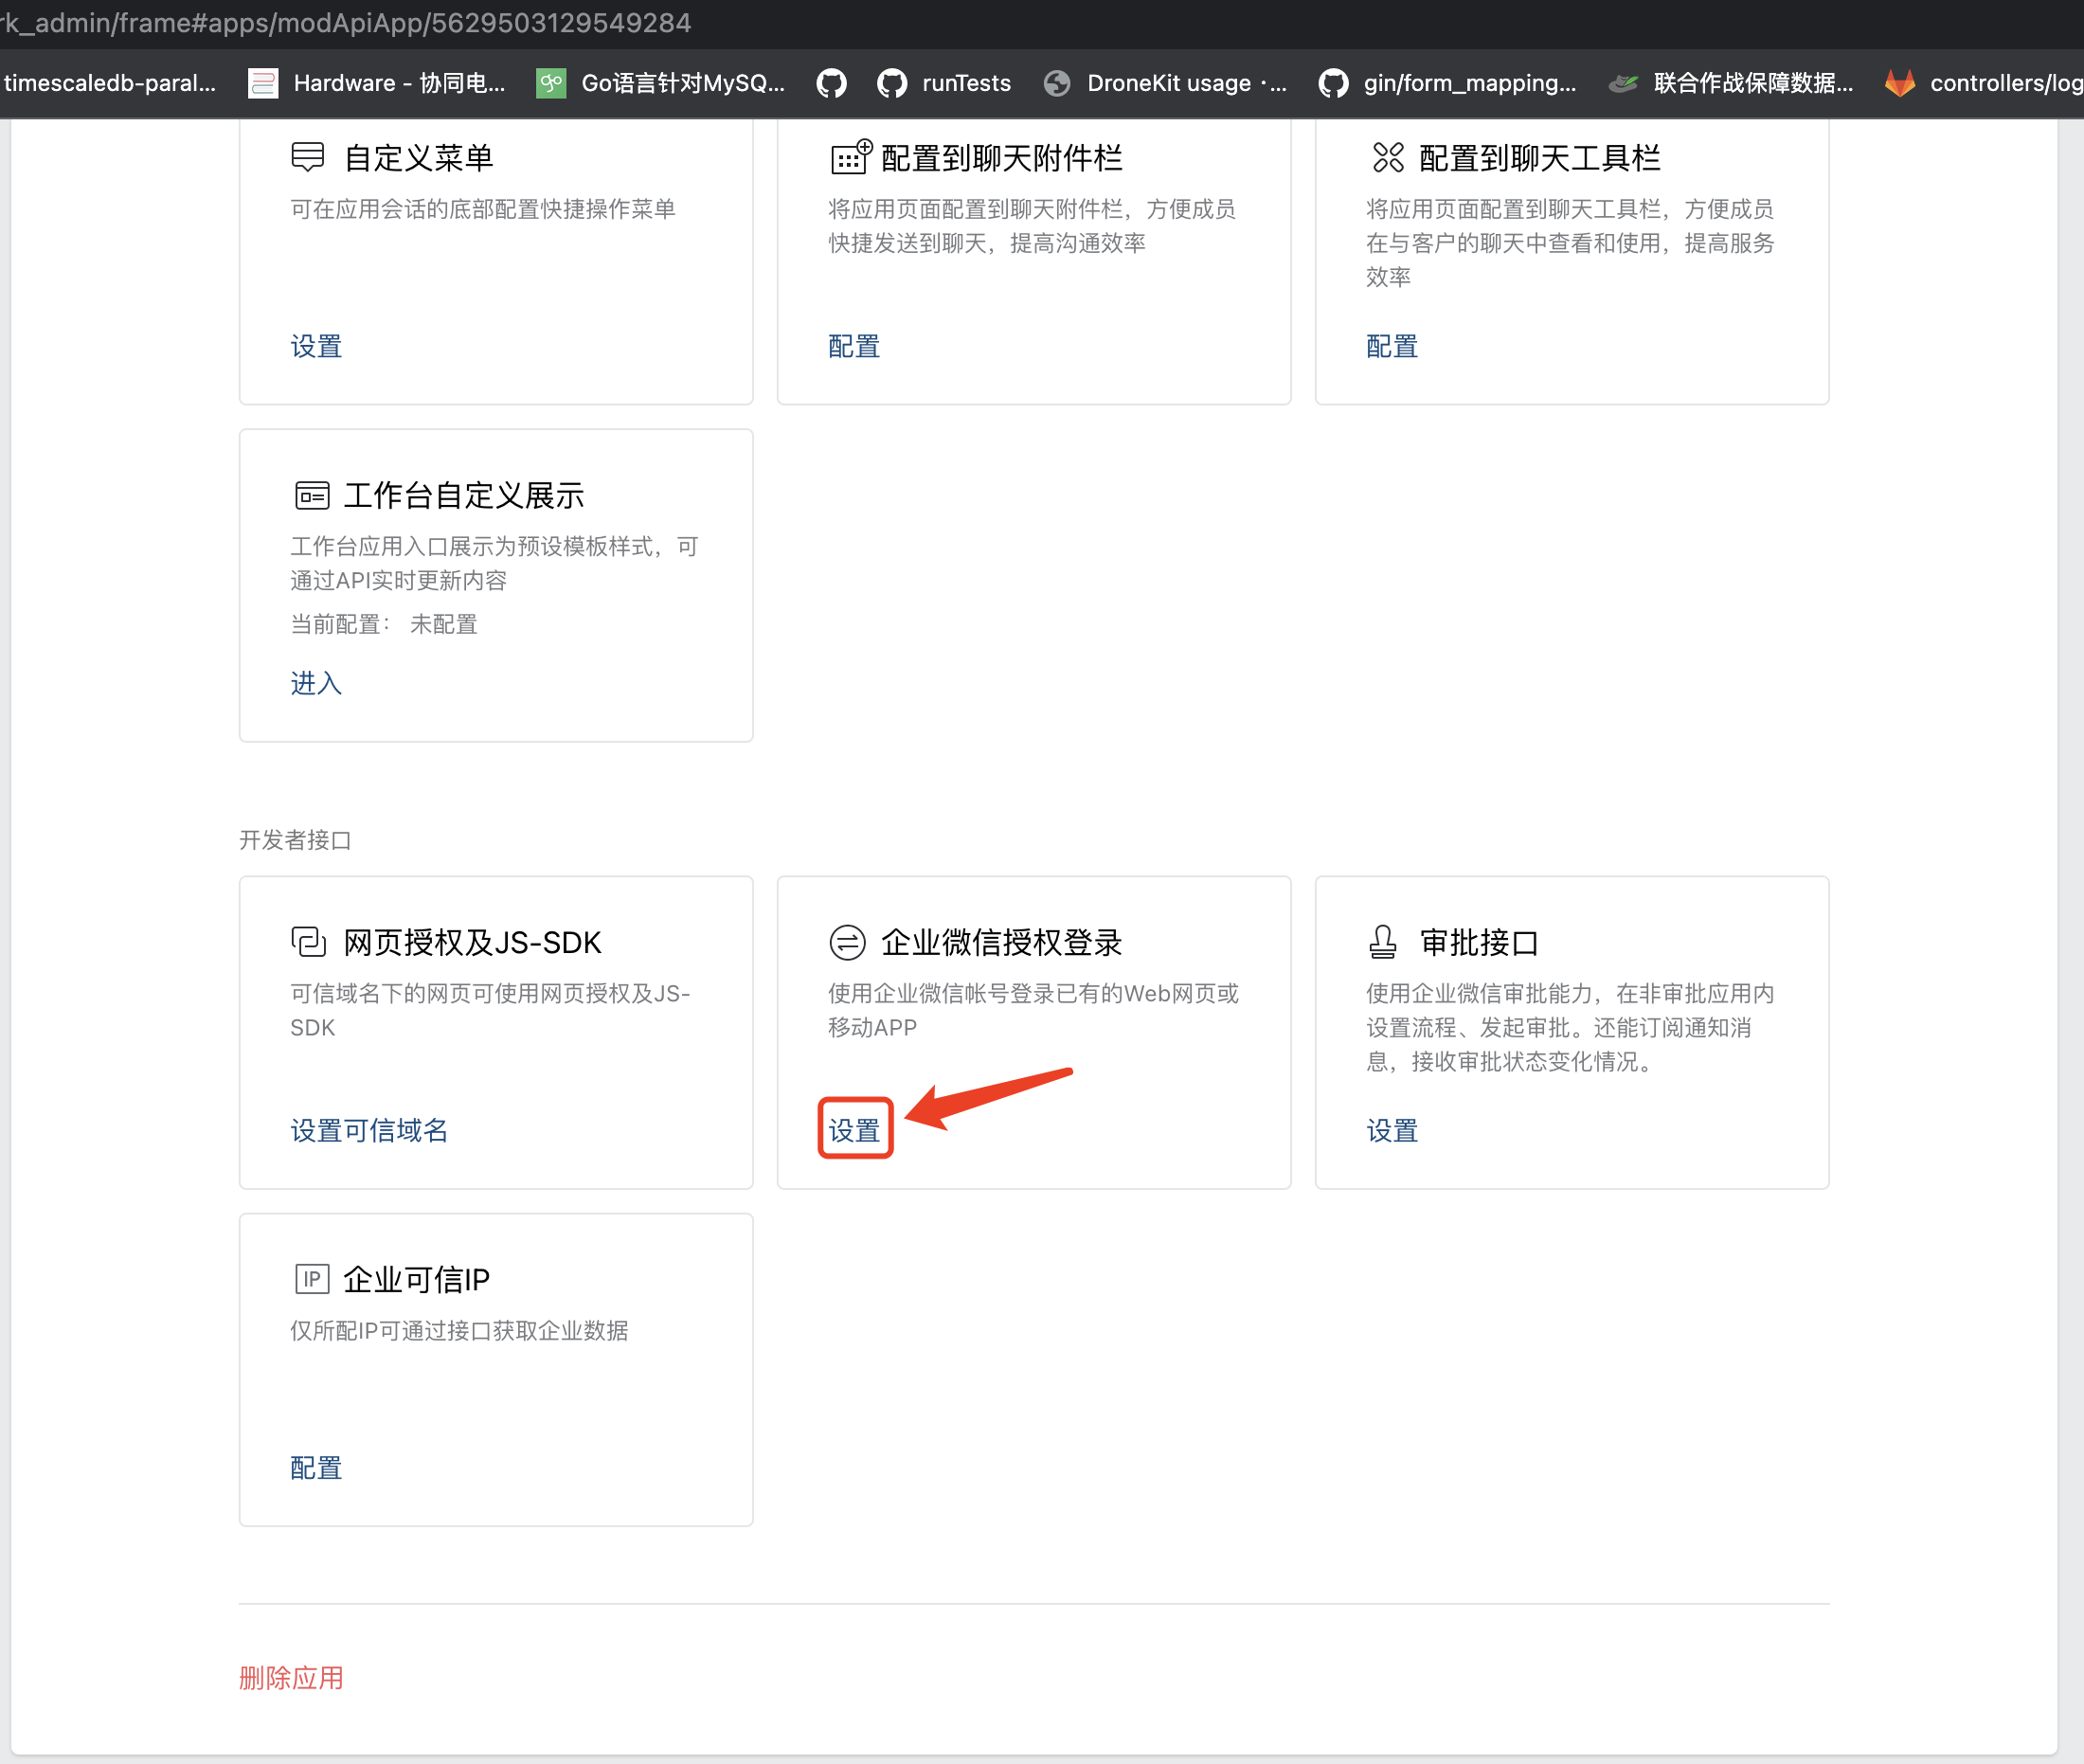 rk_admin/frame#apps/modApiApp/5629503129549284
timescaledb-paral...
Hardware - 协同电...
Go语言针对MySQ...
runTests
DroneKit usage · ...
gin/form_mapping...
联合作战保障数据...
controllers/log
自定义菜单
可在应用会话的底部配置快捷操作菜单
设置
配置到聊天附件栏
将应用页面配置到聊天附件栏，方便成员
快捷发送到聊天，提高沟通效率
配置
配置到聊天工具栏
将应用页面配置到聊天工具栏，方便成员
在与客户的聊天中查看和使用，提高服务
效率
配置
工作台自定义展示
工作台应用入口展示为预设模板样式，可
通过API实时更新内容
当前配置： 未配置
进入
开发者接口
网页授权及JS-SDK
可信域名下的网页可使用网页授权及JS-
SDK
设置可信域名
企业微信授权登录
使用企业微信帐号登录已有的Web网页或
移动APP
设置
审批接口
使用企业微信审批能力，在非审批应用内
设置流程、发起审批。还能订阅通知消
息，接收审批状态变化情况。
设置
IP
企业可信IP
仅所配IP可通过接口获取企业数据
配置
删除应用